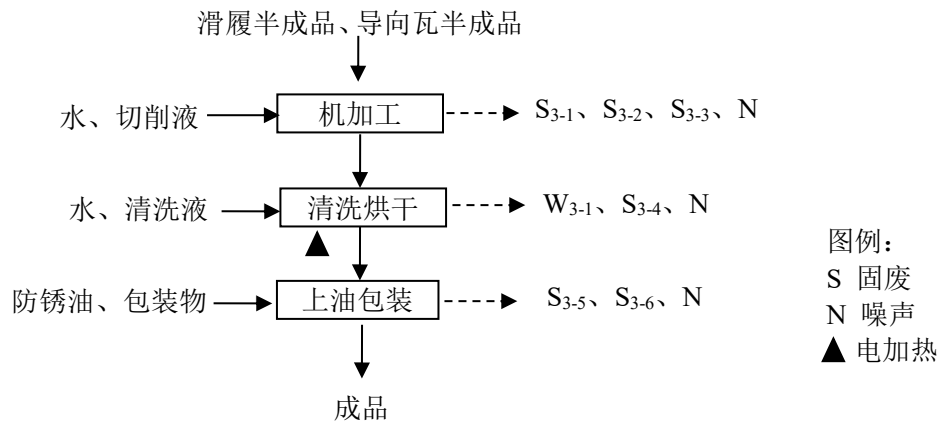 滑履半成品、导向瓦半成品
水、切削液
机加工
S3-1、S3-2、S3-3、N
水、清洗液
清洗烘干
W3-1、S3-4、N
防锈油、包装物
上油包装
S3-5、S3-6、N
成品
图例：
S 固废
N 噪声
▲ 电加热